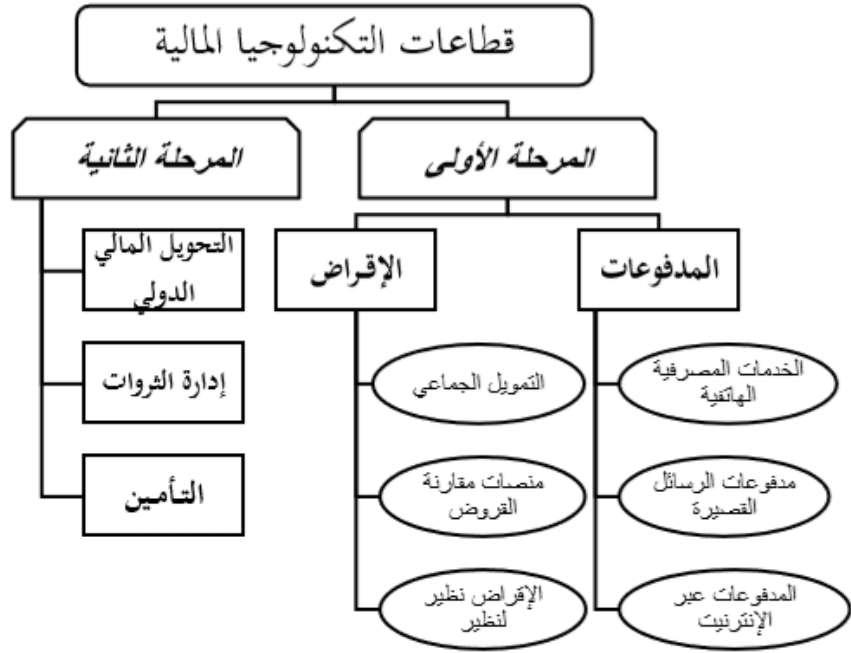 قطاعات التكنولوجيا المالية
المرحلة الأولى
المرحلة الثانية
المدفوعات
الإقراض
التحويل المالي
الدولي
الخدمات المصرفية
الهاتفية
التمويل الجماعي
إدارة الثروات
مدفوعات الرسائل
القصيرة
منصات مقارنة
القروض
التأمين
المدفوعات عبر
الإنترنيت
الإقراض نظير
لنظير